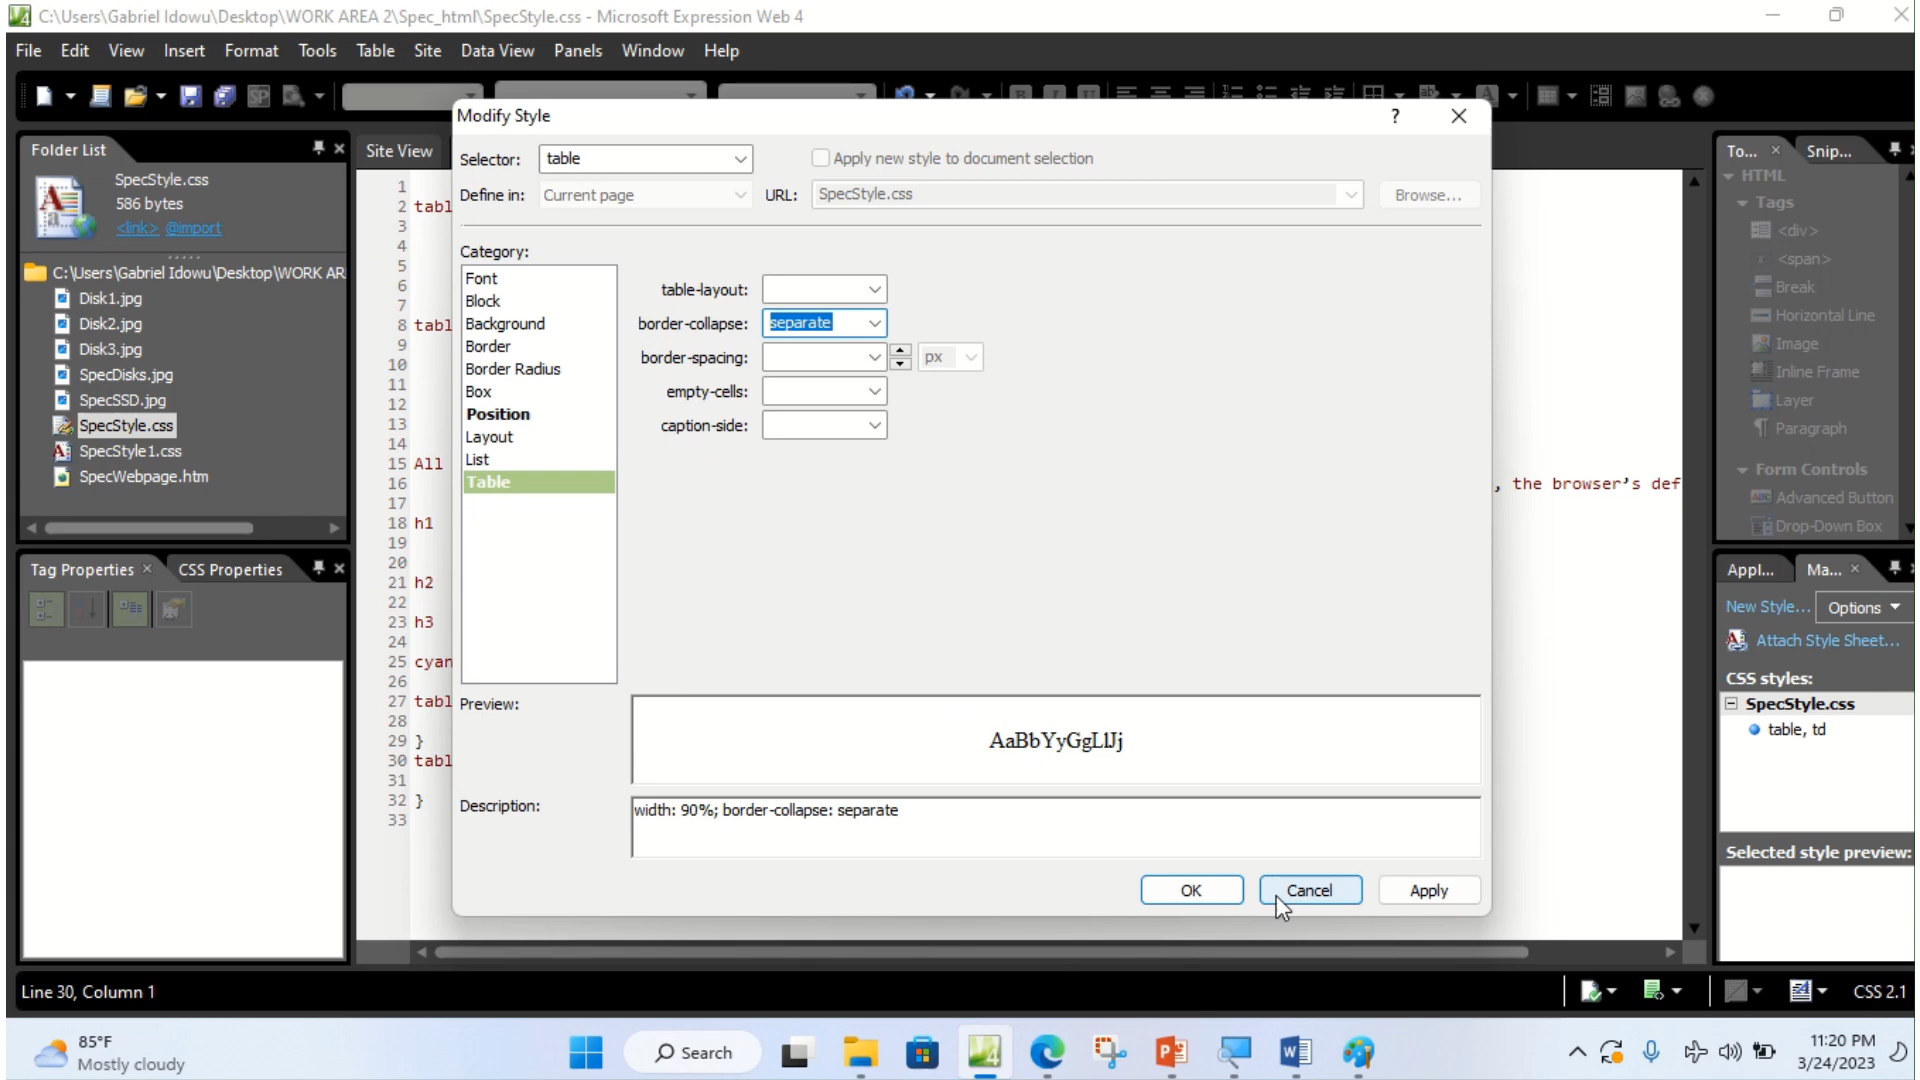 C:\Users\Gabriel Idowu\Desktop\WORK AREA 2\Spec_html\SpecStyle.css - Microsoft Expression Web 4
File Edit View Insert Format Tools Table Site Data View Panels Window Help
Modify Style ?
Folder List
SpecStyle.css
586 bytes
<link> @import
C:\Users\Gabriel Idowu\Desktop\WORK AR
Disk1.jpg
Disk2.jpg
Disk3.jpg
SpecDisks.jpg
SpecSSD.jpg
SpecStyle.css
SpecStyle1.css
SpecWebpage.htm
Tag Properties CSS Properties
Site View
1
2 tabl
3
4
5
6
7
8 tabl
9
10
11
12
13
14
15 All
16 , the browser's def
17
18 h1
19
20
21 h2
22
23 h3
24
25 cyan
26
27 tabl
28
29 }
30 tabl
31
32 }
33
Selector: table Apply new style to document selection
Define in: Current page URL: SpecStyle.css Browse...
Category:
Font
Block
Background
Border
Border Radius
Box
Position
Layout
List
Table
table-layout:
border-collapse: separate
border-spacing: px
empty-cells:
caption-side:
Preview:
AaBbYyGgLlJj
Description:
width: 90%; border-collapse: separate
OK Cancel Apply
To... Snip...
HTML
Tags
<div>
<span>
Break
Horizontal Line
Image
Inline Frame
Layer
Paragraph
Form Controls
Advanced Button
Drop-Down Box
Appl... Ma...
New Style... Options
Attach Style Sheet...
CSS styles:
SpecStyle.css
table, td
Selected style preview:
Line 30, Column 1 CSS 2.1
85°F
Mostly cloudy
Search
11:20 PM
3/24/2023